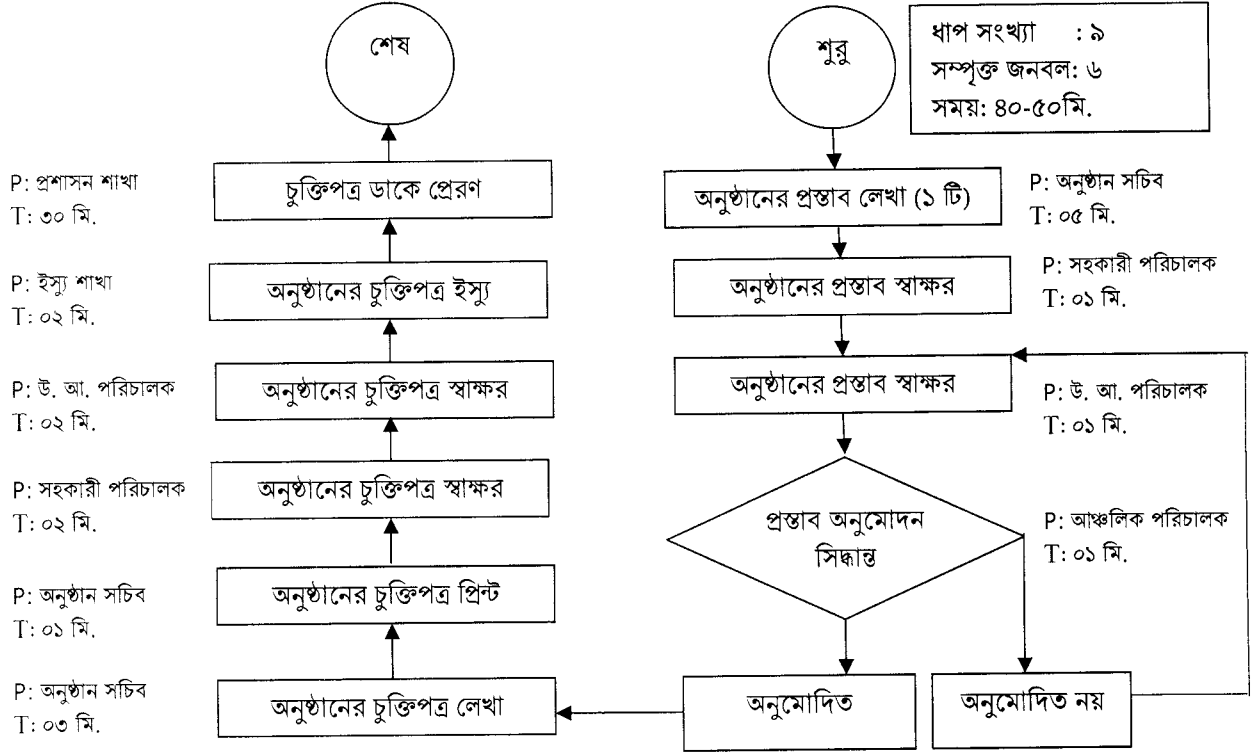 শুরু
ধাপ সংখ্যা : ৯
সম্পৃক্ত জনবল: ৬
সময়: ৪০-৫০মি.
অনুষ্ঠানের প্রস্তাব লেখা (১ টি)
P: অনুষ্ঠান সচিব
T: ০৫ মি.
অনুষ্ঠানের প্রস্তাব স্বাক্ষর
P: সহকারী পরিচালক
T: ০১ মি.
অনুষ্ঠানের প্রস্তাব স্বাক্ষর
P: উ. আ. পরিচালক
T: ০১ মি.
প্রস্তাব অনুমোদন
সিদ্ধান্ত
P: আঞ্চলিক পরিচালক
T: ০১ মি.
অনুমোদিত
অনুমোদিত নয়
অনুষ্ঠানের চুক্তিপত্র লেখা
P: অনুষ্ঠান সচিব
T: ০৩ মি.
অনুষ্ঠানের চুক্তিপত্র প্রিন্ট
P: অনুষ্ঠান সচিব
T: ০১ মি.
অনুষ্ঠানের চুক্তিপত্র স্বাক্ষর
P: সহকারী পরিচালক
T: ০২ মি.
অনুষ্ঠানের চুক্তিপত্র স্বাক্ষর
P: উ. আ. পরিচালক
T: ০২ মি.
অনুষ্ঠানের চুক্তিপত্র ইস্যু
P: ইস্যু শাখা
T: ০২ মি.
চুক্তিপত্র ডাকে প্রেরণ
P: প্রশাসন শাখা
T: ৩০ মি.
শেষ